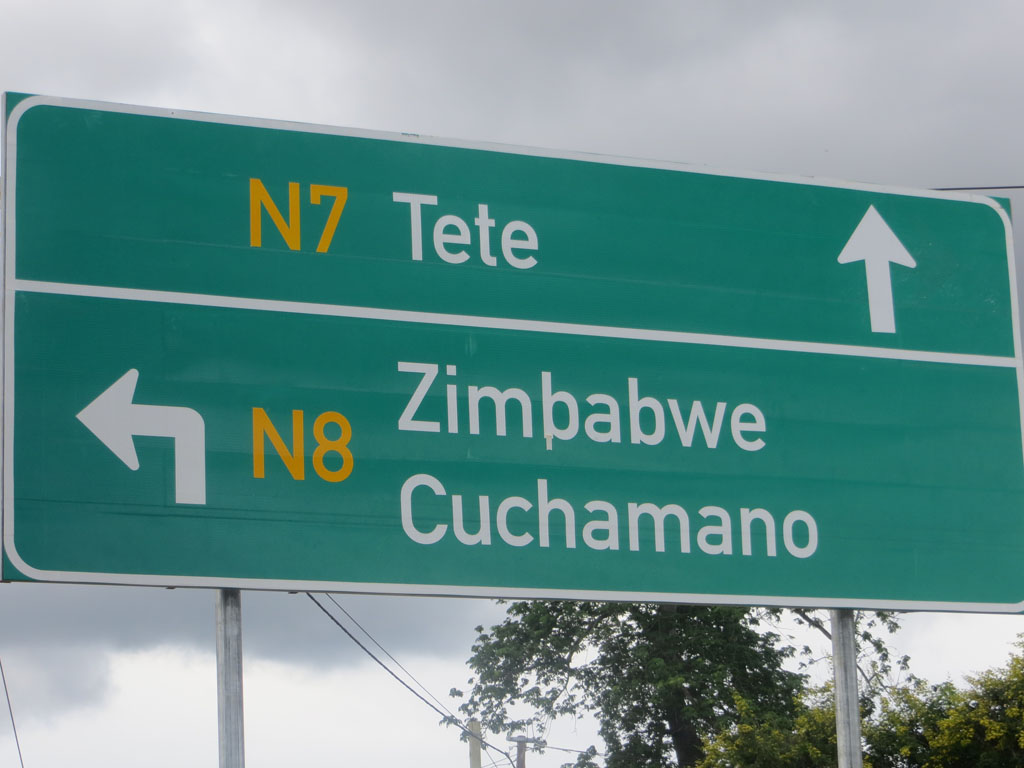 N7 Tete
N8 Zimbabwe
Cuchamano